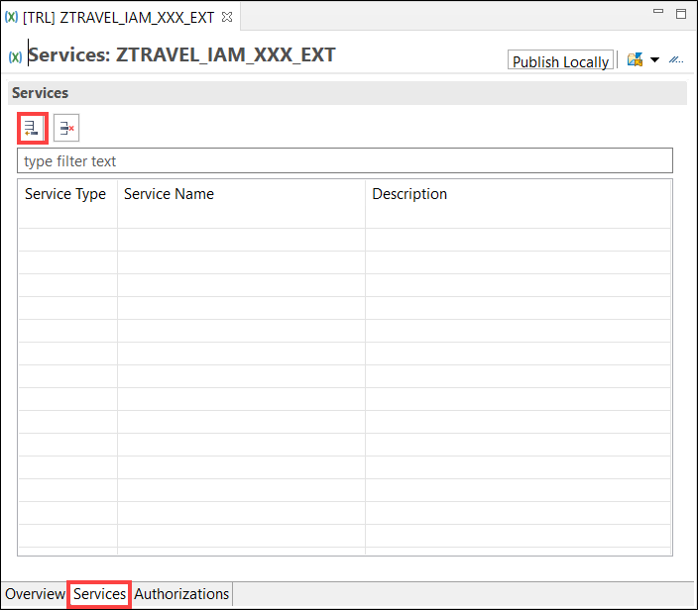 (x) [TRL] ZTRAVEL_IAM_XXX_EXT
(x) Services: ZTRAVEL_IAM_XXX_EXT
Publish Locally
Services
type filter text
Service Type Service Name Description
Overview Services Authorizations